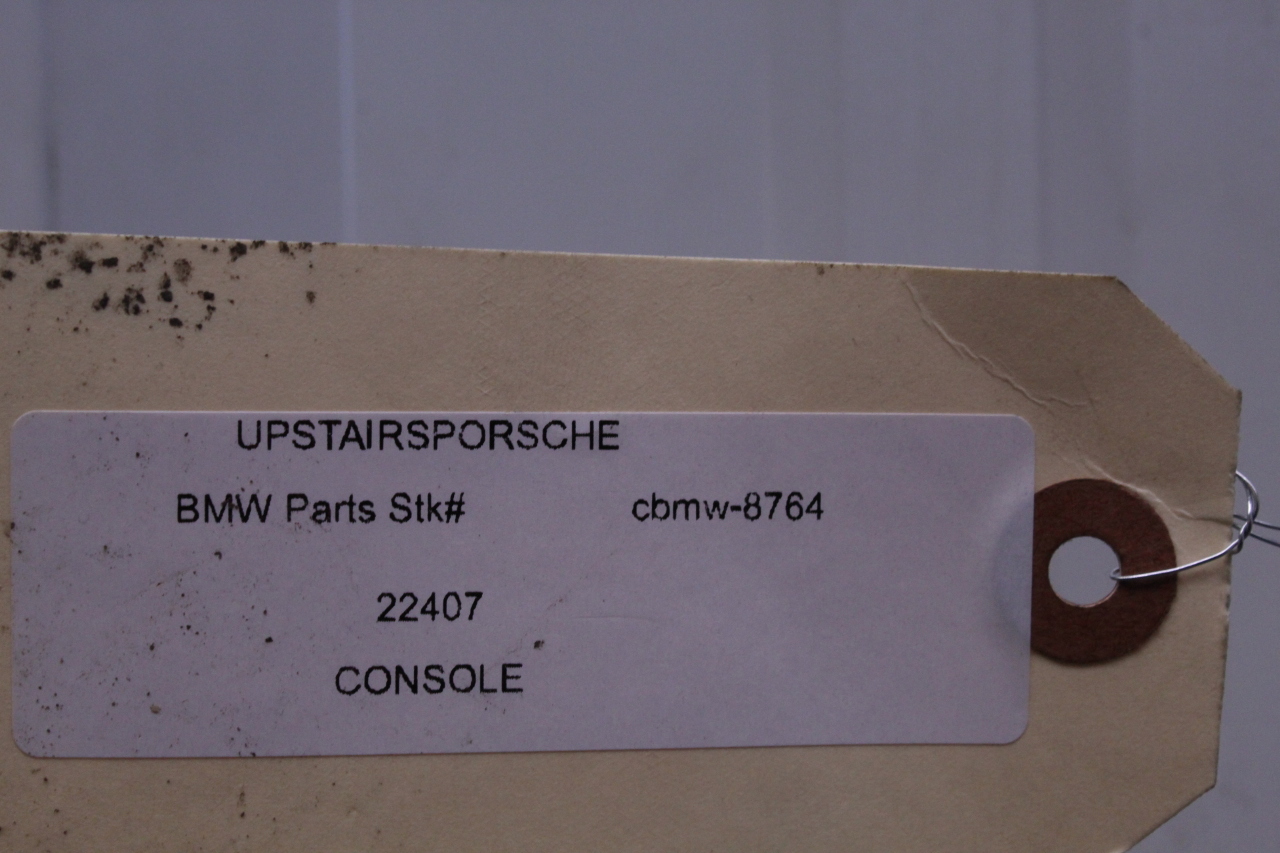 UPSTAIRSPORSCHE
BMW Parts Stk# cbmw-8764
22407
CONSOLE